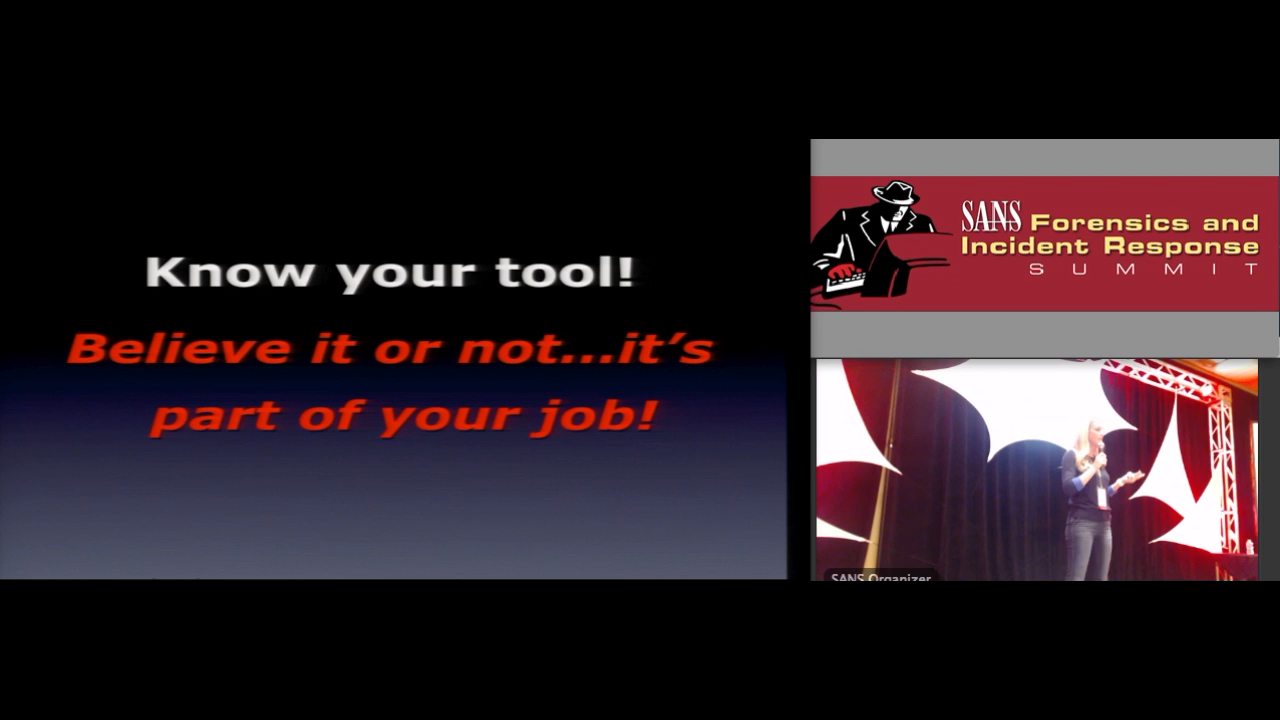 Know your tool!
Believe it or not...it's
part of your job!
SANS Forensics and
Incident Response
SUMMIT
SANS Organizer